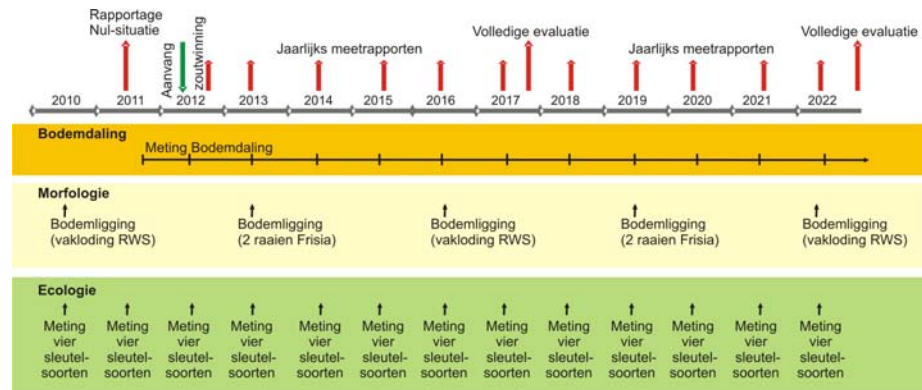 Rapportage
Nul-situatie
Aanvang
zoutwinning
Jaarlijks meetrapporten
Volledige evaluatie
Jaarlijks meetrapporten
Volledige evaluatie
2010 2011 2012 2013 2014 2015 2016 2017 2018 2019 2020 2021 2022
Bodemdaling
Meting Bodemdaling
Morfologie
Bodemligging Bodemligging Bodemligging Bodemligging Bodemligging
(vakloding RWS) (2 raaien Frisia) (vakloding RWS) (2 raaien Frisia) (vakloding RWS)
Ecologie
Meting Meting Meting Meting Meting Meting Meting Meting Meting Meting Meting Meting Meting
vier vier vier vier vier vier vier vier vier vier vier vier vier
sleutel- sleutel- sleutel- sleutel- sleutel- sleutel- sleutel- sleutel- sleutel- sleutel- sleutel- sleutel- sleutel-
soorten soorten soorten soorten soorten soorten soorten soorten soorten soorten soorten soorten soorten